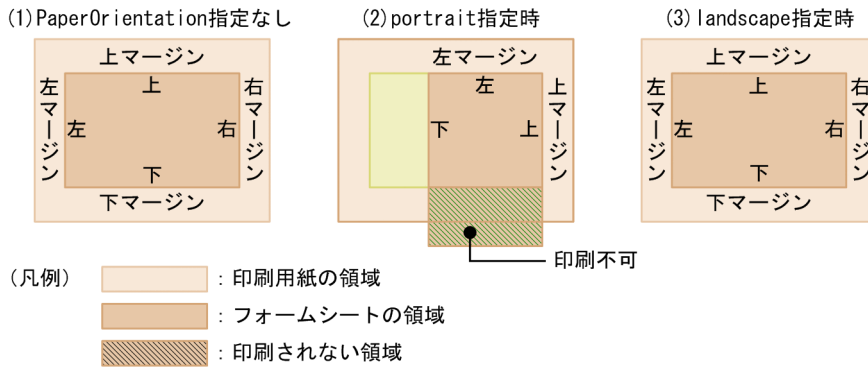 (1)PaperOrientation指定なし
上マージン
左マージン
上
左
右
下
右マージン
下マージン
(2)portrait指定時
左マージン
左
下
上
上マージン
印刷不可
(3)landscape指定時
上マージン
左マージン
上
左
右
下
右マージン
下マージン
(凡例)
：印刷用紙の領域
：フォームシートの領域
：印刷されない領域